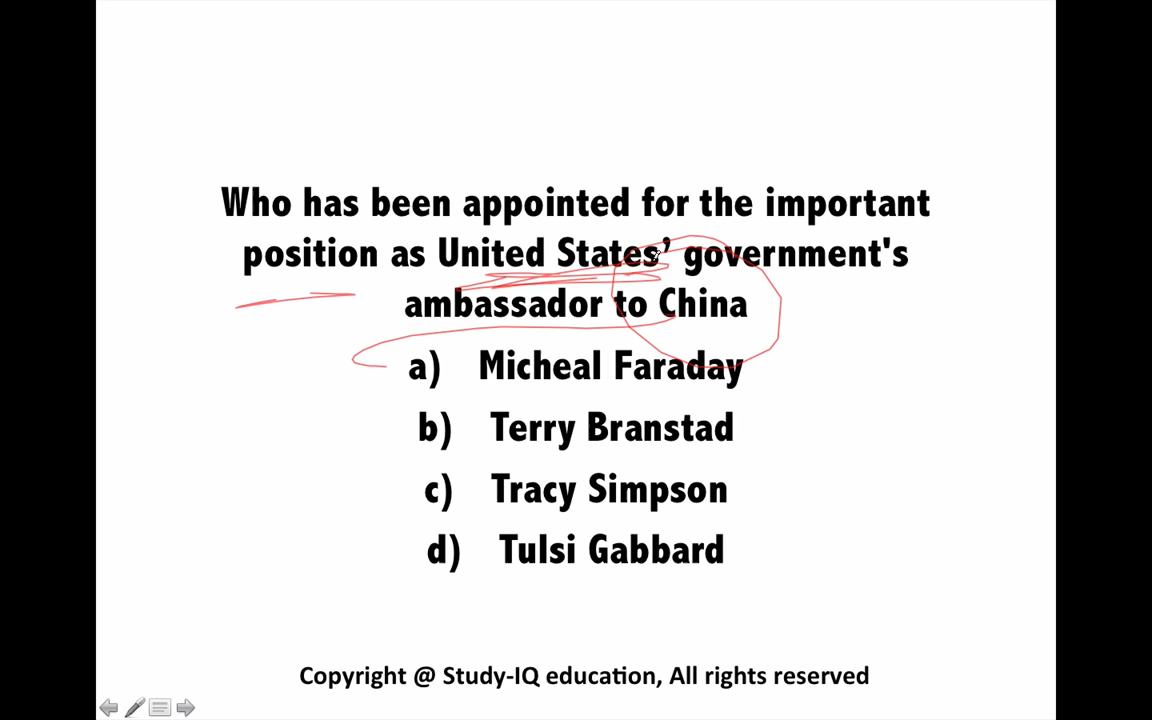 Who has been appointed for the important
position as United States’ government's
ambassador to China
a) Micheal Faraday
b) Terry Branstad
c) Tracy Simpson
d) Tulsi Gabbard
Copyright @ Study-IQ education, All rights reserved